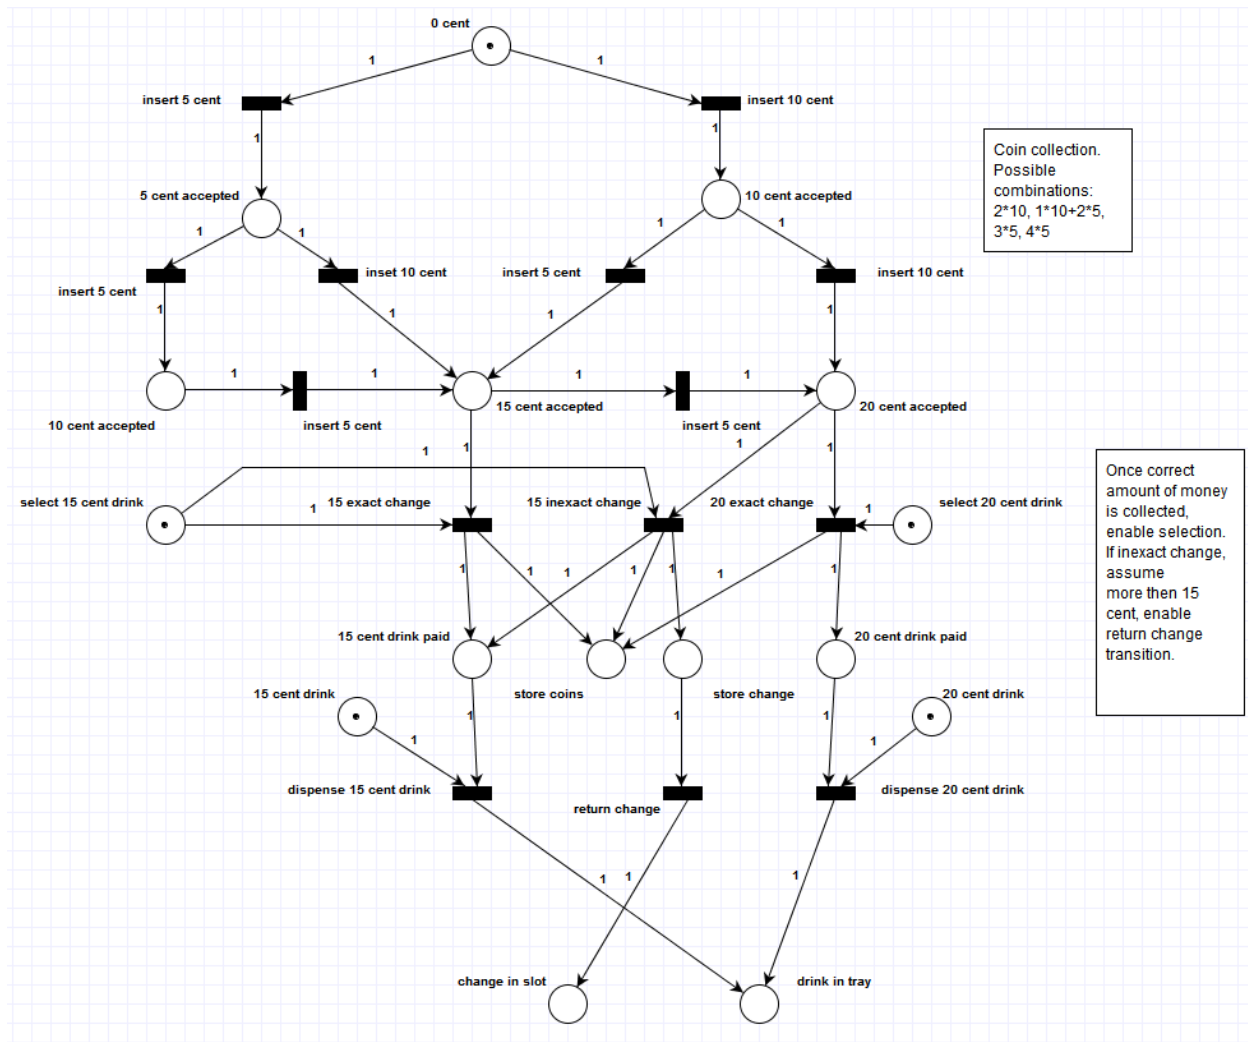 0 cent
1
1
insert 5 cent
insert 10 cent
1
1
Coin collection.
Possible
combinations:
2*10, 1*10+2*5,
3*5, 4*5
5 cent accepted
10 cent accepted
1
1
1
1
insert 5 cent
inset 10 cent
insert 5 cent
insert 10 cent
1
1
1
1
1
1
1
1
10 cent accepted
insert 5 cent
15 cent accepted
insert 5 cent
20 cent accepted
1
1
1
1
select 15 cent drink
1
15 exact change
15 inexact change
20 exact change
1
select 20 cent drink
Once correct
amount of money
is collected,
enable selection.
If inexact change,
assume
more then 15
cent, enable
return change
transition.
1
1
1
1
1
1
1
15 cent drink paid
20 cent drink paid
15 cent drink
store coins
store change
20 cent drink
1
1
1
1
1
dispense 15 cent drink
return change
dispense 20 cent drink
1
1
1
change in slot
drink in tray